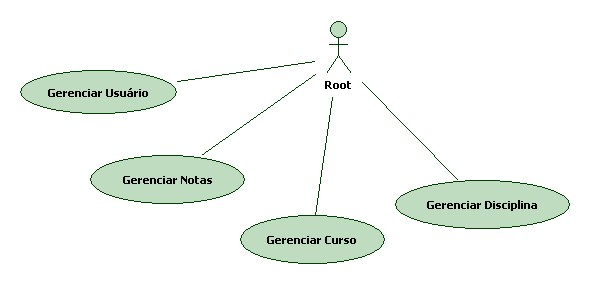 Root
Gerenciar Usuário
Gerenciar Notas
Gerenciar Disciplina
Gerenciar Curso